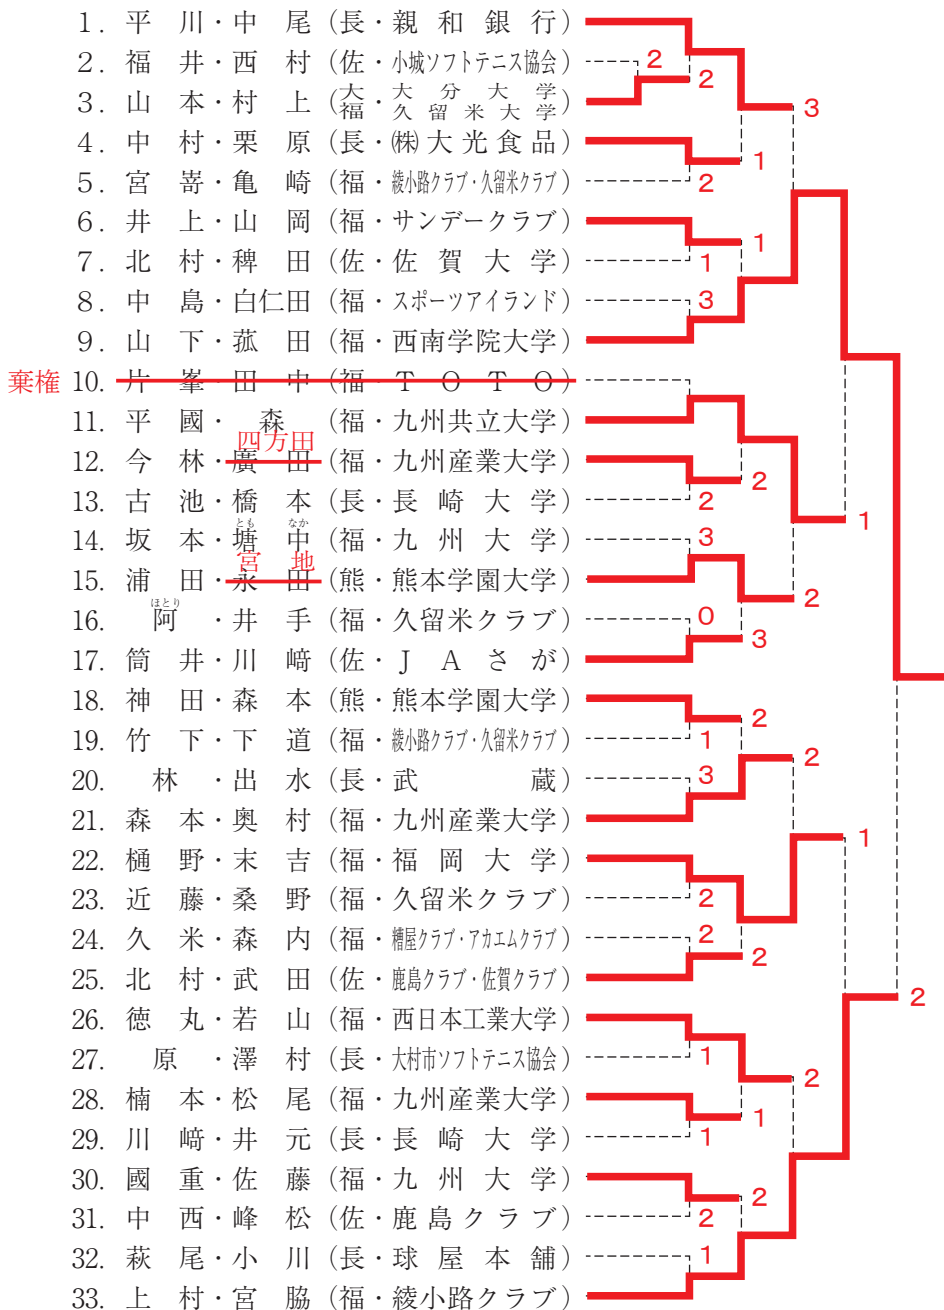 1. 平川・中尾 (長・親和銀行)
2. 福井・西村 (佐・小城ソフトテニス協会) 2
2
3. 山本・村上 (大福・大分大学久留米大学)
3
4. 中村・栗原 (長・㈱大光食品)
1
5. 宮嵜・亀崎 (福・綾小路クラブ・久留米クラブ) 2
6. 井上・山岡 (福・サンデークラブ)
1
7. 北村・稗田 (佐・佐賀大学) 1
8. 中島・白仁田 (福・スポーツアイランド) 3
9. 山下・菰田 (福・西南学院大学)
棄権 10. 片峯・田中 (福・TOTO)
11. 平國・森 (福・九州共立大学)
四方田
12. 今林・廣田 (福・九州産業大学)
2
13. 古池・橋本 (長・長崎大学) 2
1
とも なか
14. 坂本・塘中 (福・九州大学) 3
宮地
15. 浦田・永田 (熊・熊本学園大学)
2
ほとり
16. 阿・井手 (福・久留米クラブ) 0
3
17. 筒井・川﨑 (佐・JAさが)
18. 神田・森本 (熊・熊本学園大学)
2
19. 竹下・下道 (福・綾小路クラブ・久留米クラブ) 1
2
20. 林・出水 (長・武蔵) 3
21. 森本・奥村 (福・九州産業大学)
1
22. 樋野・末吉 (福・福岡大学)
23. 近藤・桑野 (福・久留米クラブ) 2
24. 久米・森内 (福・糟屋クラブ・アカエムクラブ) 2
2
25. 北村・武田 (佐・鹿島クラブ・佐賀クラブ)
2
26. 徳丸・若山 (福・西日本工業大学)
27. 原・澤村 (長・大村市ソフトテニス協会) 1
2
28. 楠本・松尾 (福・九州産業大学)
1
29. 川﨑・井元 (長・長崎大学) 1
30. 國重・佐藤 (福・九州大学)
2
31. 中西・峰松 (佐・鹿島クラブ) 2
32. 萩尾・小川 (長・球屋本舗) 1
33. 上村・宮脇 (福・綾小路クラブ)